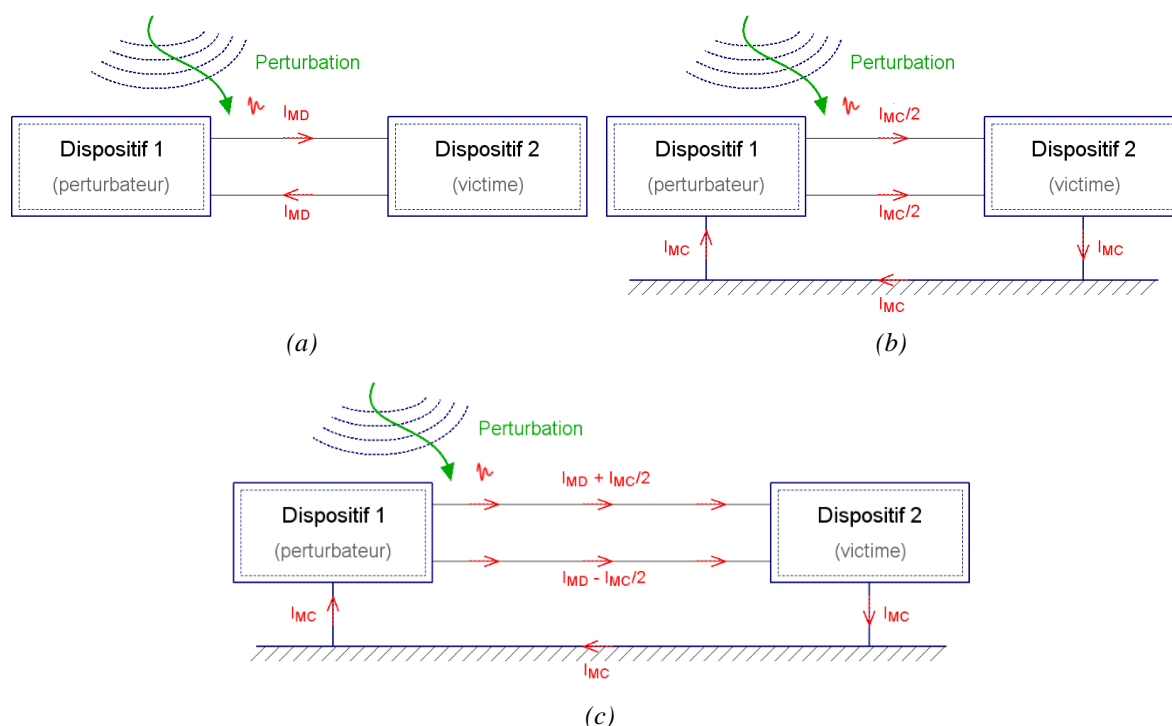 Perturbation
I_MD
Dispositif 1
(perturbateur)
Dispositif 2
(victime)
I_MD
(a)
Perturbation
I_MC/2
Dispositif 1
(perturbateur)
Dispositif 2
(victime)
I_MC/2
I_MC
I_MC
I_MC
(b)
Perturbation
I_MD + I_MC/2
Dispositif 1
(perturbateur)
Dispositif 2
(victime)
I_MD - I_MC/2
I_MC
I_MC
I_MC
(c)